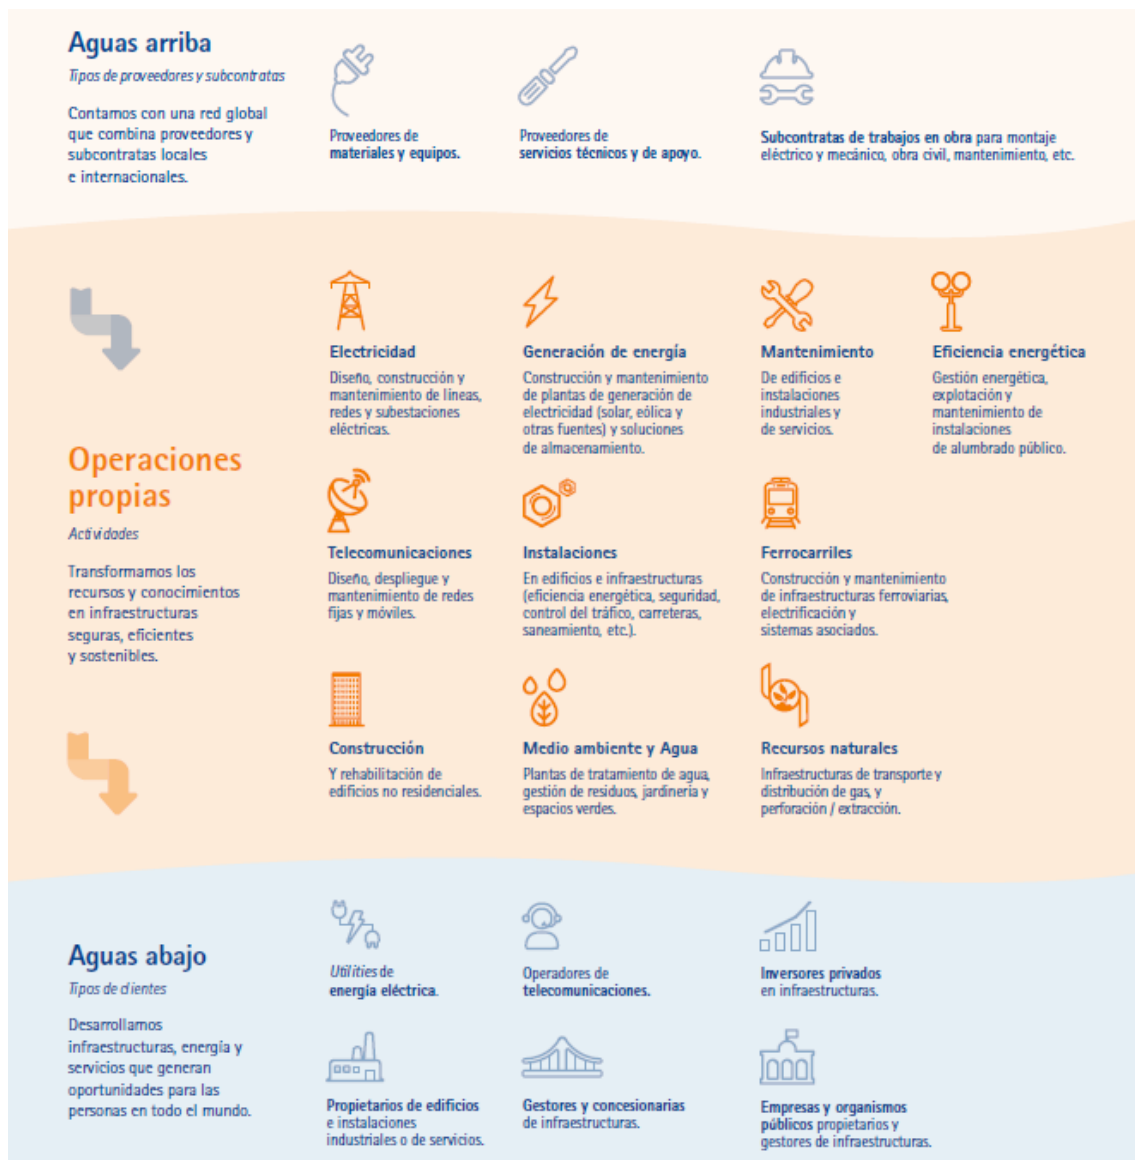 Aguas arriba
Tipos de proveedores y subcontratas
Contamos con una red global
que combina proveedores y
subcontratas locales
e internacionales.
Proveedores de
materiales y equipos.
Proveedores de
servicios técnicos y de apoyo.
Subcontratas de trabajos en obra para montaje
eléctrico y mecánico, obra civil, mantenimiento, etc.
Operaciones
propias
Actividades
Transformamos los
recursos y conocimientos
en infraestructuras
seguras, eficientes
y sostenibles.
Electricidad
Diseño, construcción y
mantenimiento de líneas,
redes y subestaciones
eléctricas.
Generación de energía
Construcción y mantenimiento
de plantas de generación de
electricidad (solar, eólica y
otras fuentes) y soluciones
de almacenamiento.
Mantenimiento
De edificios e
instalaciones
industriales y
de servicios.
Eficiencia energética
Gestión energética,
explotación y
mantenimiento de
instalaciones
de alumbrado público.
Telecomunicaciones
Diseño, despliegue y
mantenimiento de redes
fijas y móviles.
Instalaciones
En edificios e infraestructuras
(eficiencia energética, seguridad,
control del tráfico, carreteras,
saneamiento, etc.).
Ferrocarriles
Construcción y mantenimiento
de infraestructuras ferroviarias,
electrificación y
sistemas asociados.
Construcción
Y rehabilitación de
edificios no residenciales.
Medio ambiente y Agua
Plantas de tratamiento de agua,
gestión de residuos, jardinería y
espacios verdes.
Recursos naturales
Infraestructuras de transporte y
distribución de gas, y
perforación / extracción.
Aguas abajo
Tipos de clientes
Desarrollamos
infraestructuras, energía y
servicios que generan
oportunidades para las
personas en todo el mundo.
Utilities de
energía eléctrica.
Operadores de
telecomunicaciones.
Inversores privados
en infraestructuras.
Propietarios de edificios
e instalaciones
industriales o de servicios.
Gestores y concesionarias
de infraestructuras.
Empresas y organismos
públicos propietarios y
gestores de infraestructuras.